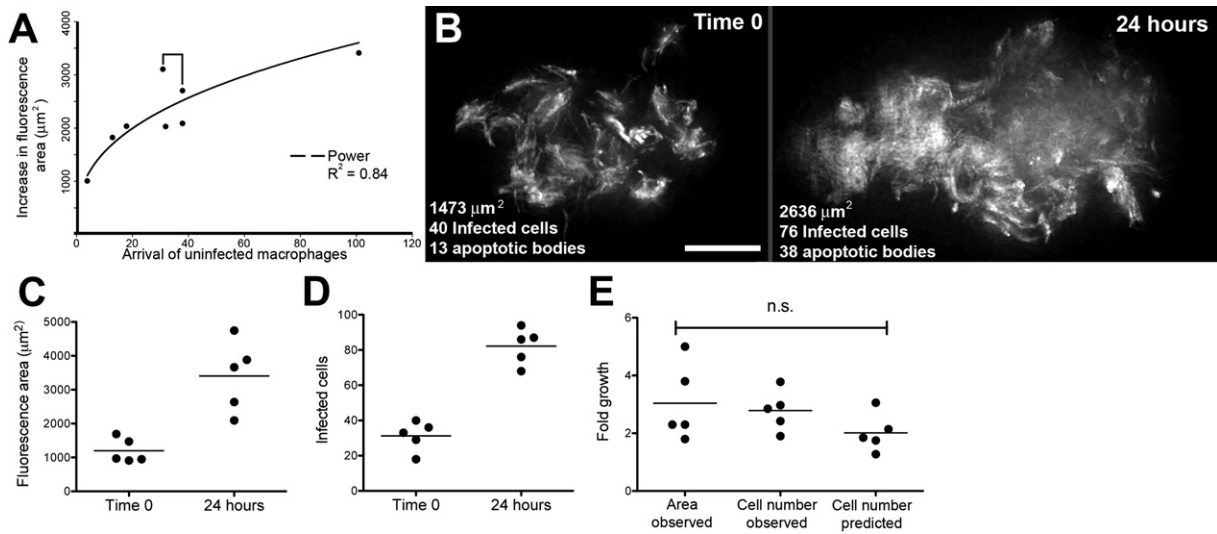 A
Increase in fluorescence
area (μm²)
4000
3000
2000
1000
0
20
40
60
80
100
120
Arrival of uninfected macrophages
Power
R² = 0.84
B
Time 0
1473 μm²
40 Infected cells
13 apoptotic bodies
24 hours
2636 μm²
76 Infected cells
38 apoptotic bodies
C
Fluorescence area (μm²)
5000
4000
3000
2000
1000
0
Time 0
24 hours
D
Infected cells
100
80
60
40
20
0
Time 0
24 hours
E
Fold growth
6
4
2
0
n.s.
Area
observed
Cell number
observed
Cell number
predicted